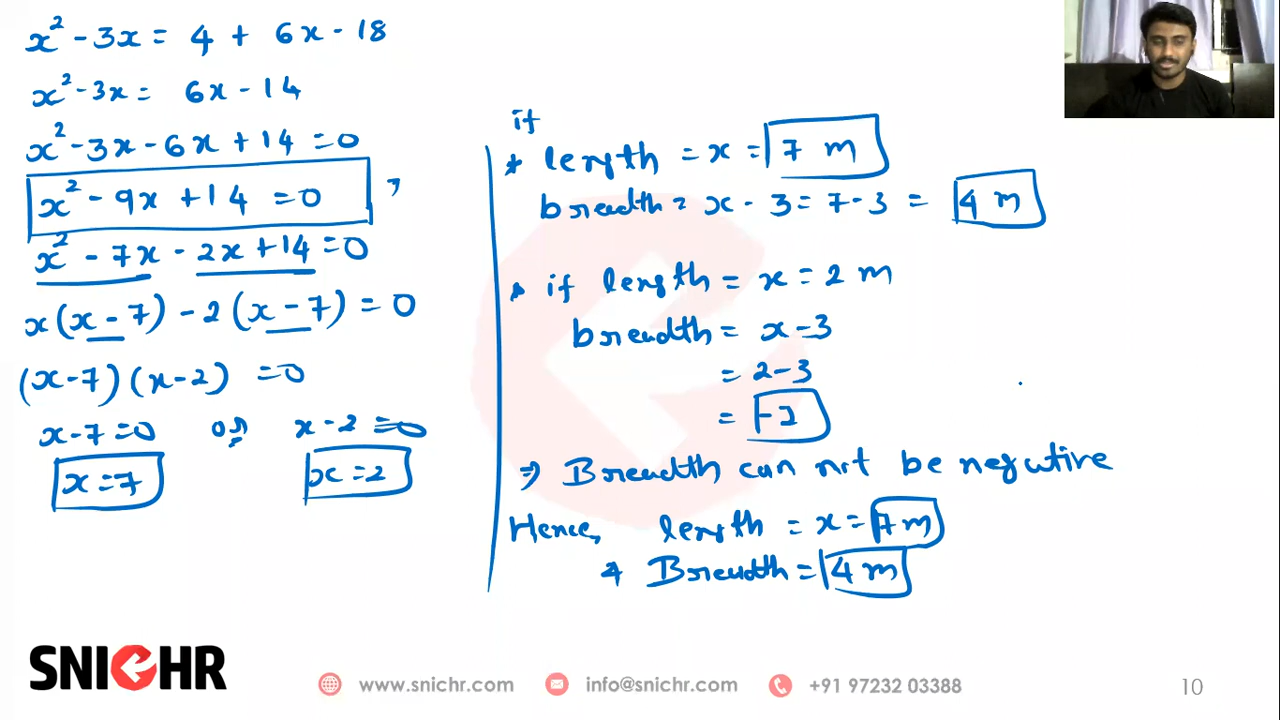 x² - 3x = 4 + 6x - 18
x² - 3x = 6x - 14
x² - 3x - 6x + 14 = 0
x² - 9x + 14 = 0 ,
x² - 7x - 2x + 14 = 0
x(x - 7) - 2(x - 7) = 0
(x - 7)(x - 2) = 0
x - 7 = 0 or x - 2 = 0
x = 7 x = 2
if
* length = x = 7 m
breadth = x - 3 = 7 - 3 = 4 m
* if length = x = 2 m
breadth = x - 3
= 2 - 3
= -1
⇒ Breadth can not be negative
Hence, length = x = 7 m
& Breadth = 4 m
SNICHR
www.snichr.com info@snichr.com +91 97232 03388 10